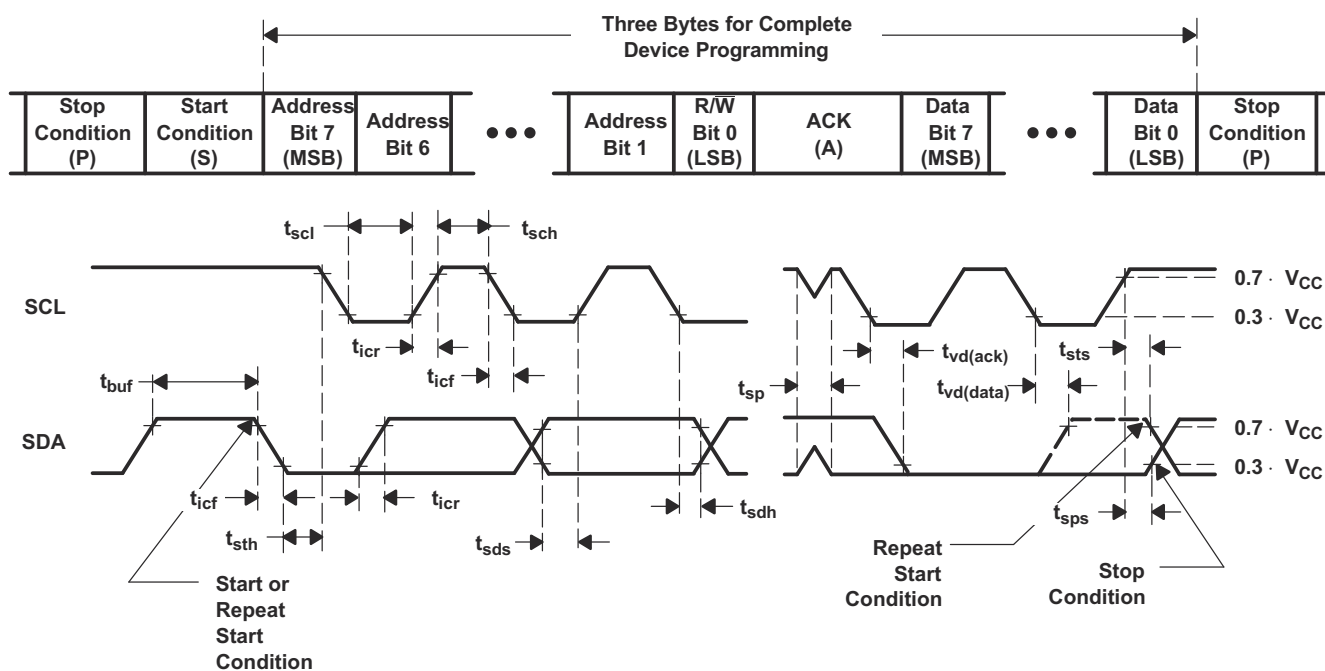 Three Bytes for Complete
Device Programming
Stop
Condition
(P)
Start
Condition
(S)
Address
Bit 7
(MSB)
Address
Bit 6
•••
Address
Bit 1
R/W̅
Bit 0
(LSB)
ACK
(A)
Data
Bit 7
(MSB)
•••
Data
Bit 0
(LSB)
Stop
Condition
(P)
tscl
tsch
SCL
0.7 · VCC
0.3 · VCC
ticr
ticf
tbuf
tsp
tvd(ack)
tsts
tvd(data)
SDA
0.7 · VCC
0.3 · VCC
ticf
ticr
tsth
tsds
tsdh
tsps
Start or
Repeat
Start
Condition
Repeat
Start
Condition
Stop
Condition